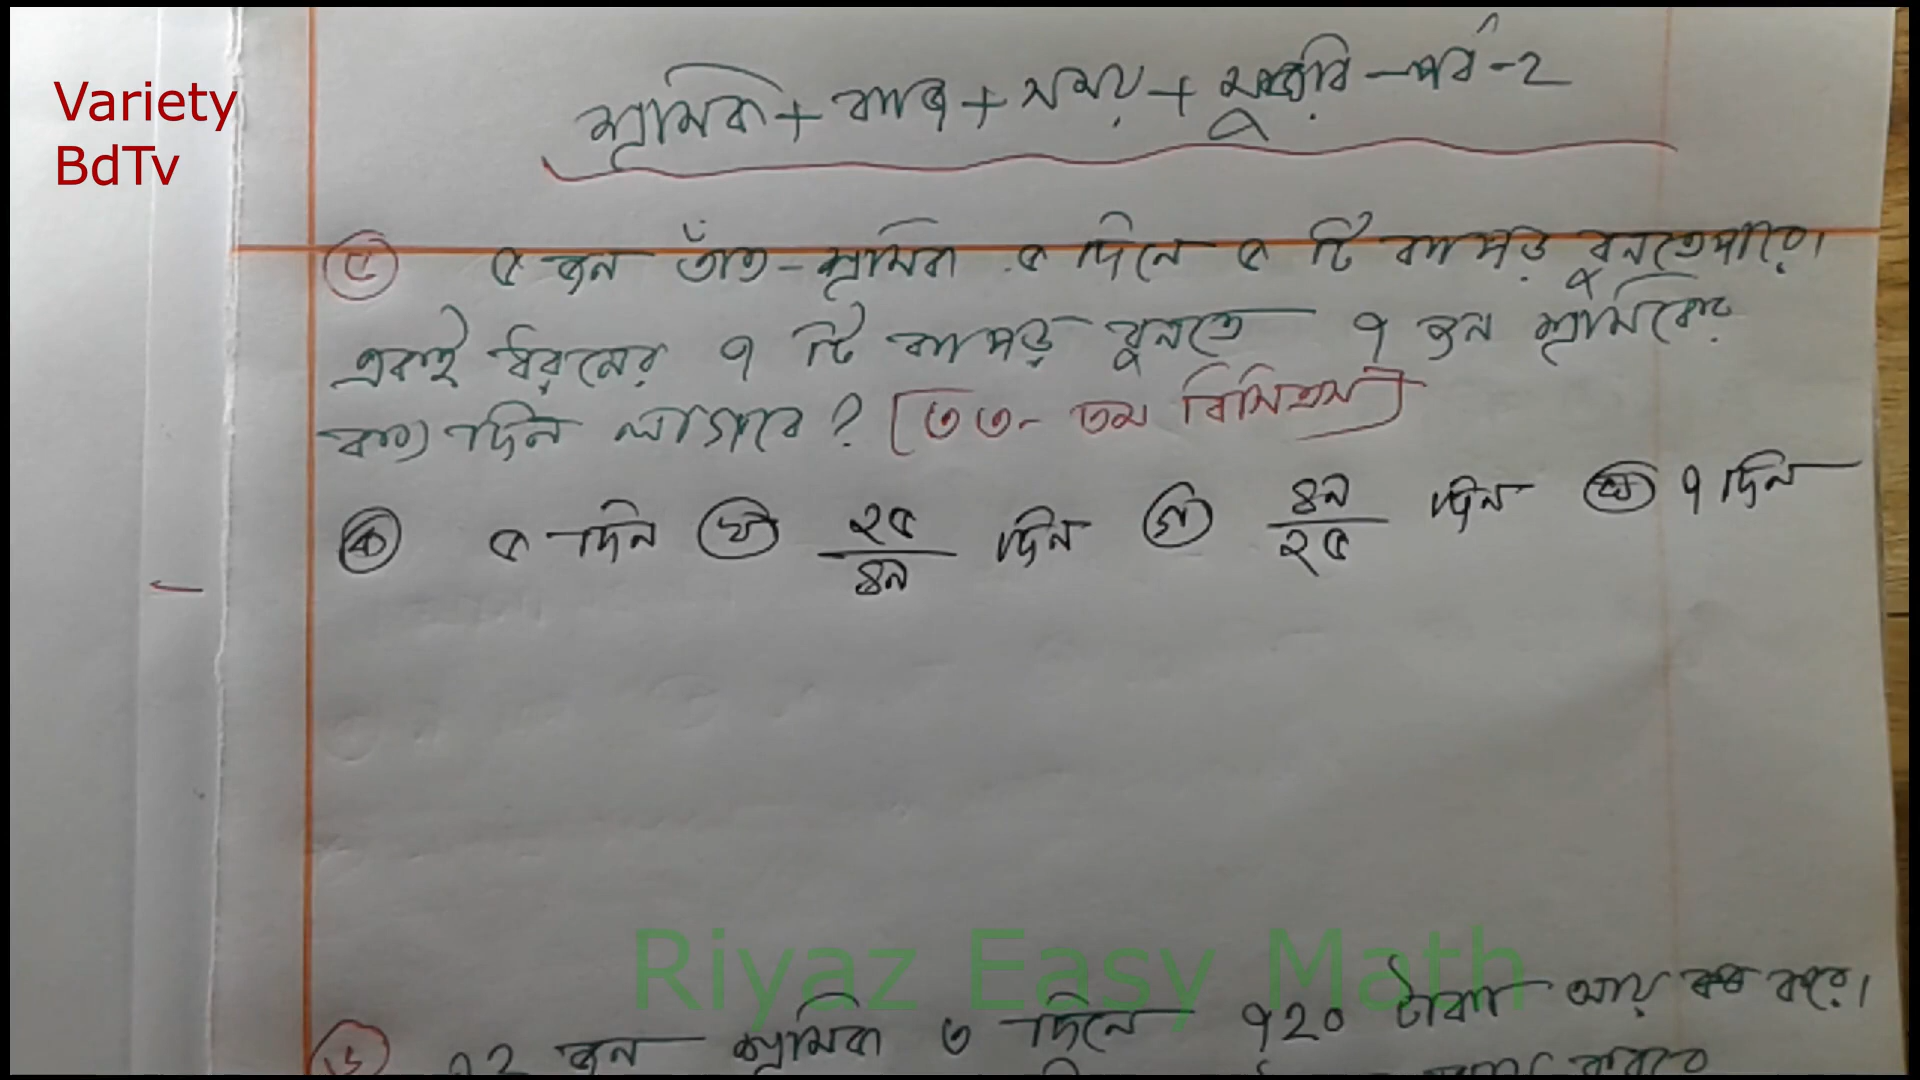 Variety
BdTv
শ্রমিক + কাজ + সময় + মুজুরি - পর্ব - 2
৫ ৫ জন তাঁত-শ্রমিক ৫ দিনে ৫ টি কাপড় বুনতে পারে।
একই ধরনের ৭ টি কাপড় বুনতে ৭ জন শ্রমিকের
কত দিন লাগবে? [৩৩-তম বিসিএস]
ক ৫ দিন খ ২৫/৪৯ দিন গ ৪৯/২৫ দিন ঘ ৭ দিন
Riyaz Easy Math
৬ জন শ্রমিক ৩ দিনে ৭২০ টাকা আয় করে।